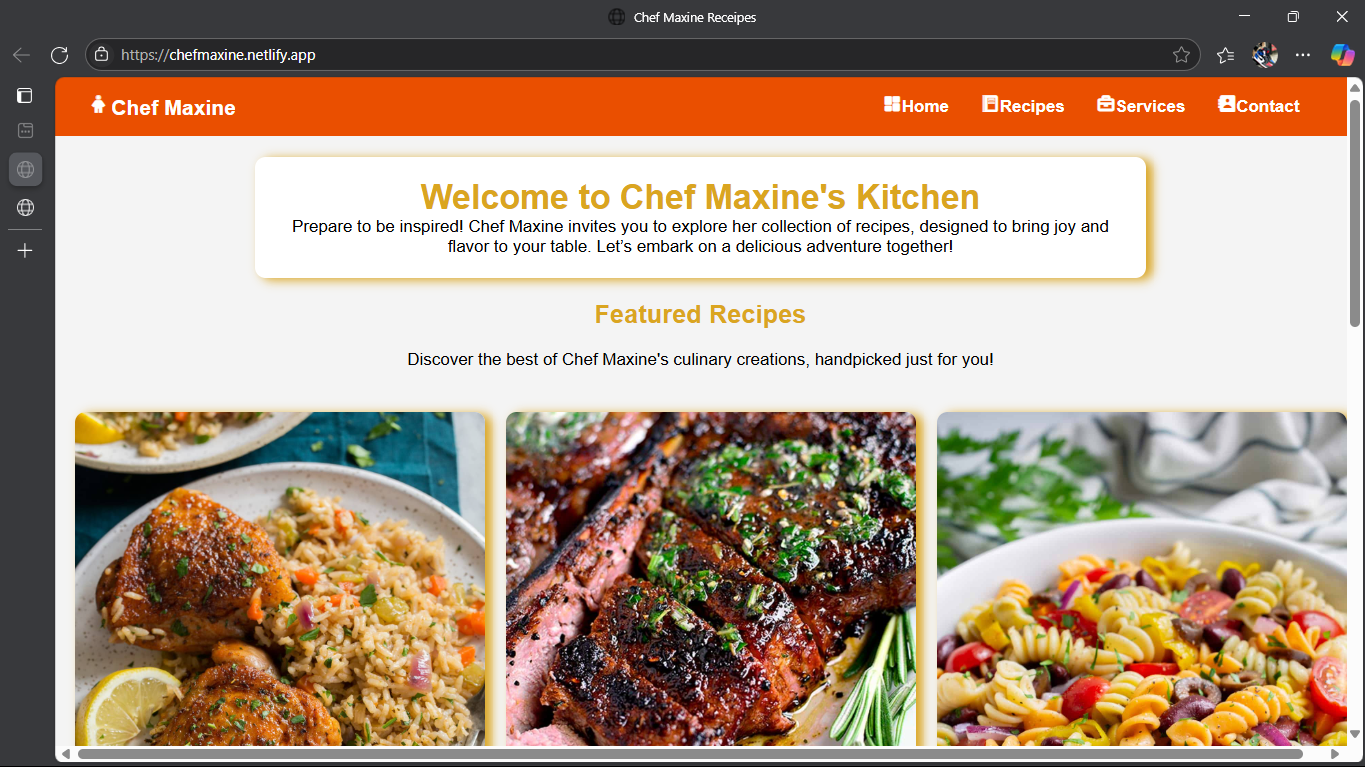 Chef Maxine Receipes
https://chefmaxine.netlify.app
Chef Maxine
Home
Recipes
Services
Contact
Welcome to Chef Maxine's Kitchen
Prepare to be inspired! Chef Maxine invites you to explore her collection of recipes, designed to bring joy and
flavor to your table. Let’s embark on a delicious adventure together!
Featured Recipes
Discover the best of Chef Maxine's culinary creations, handpicked just for you!